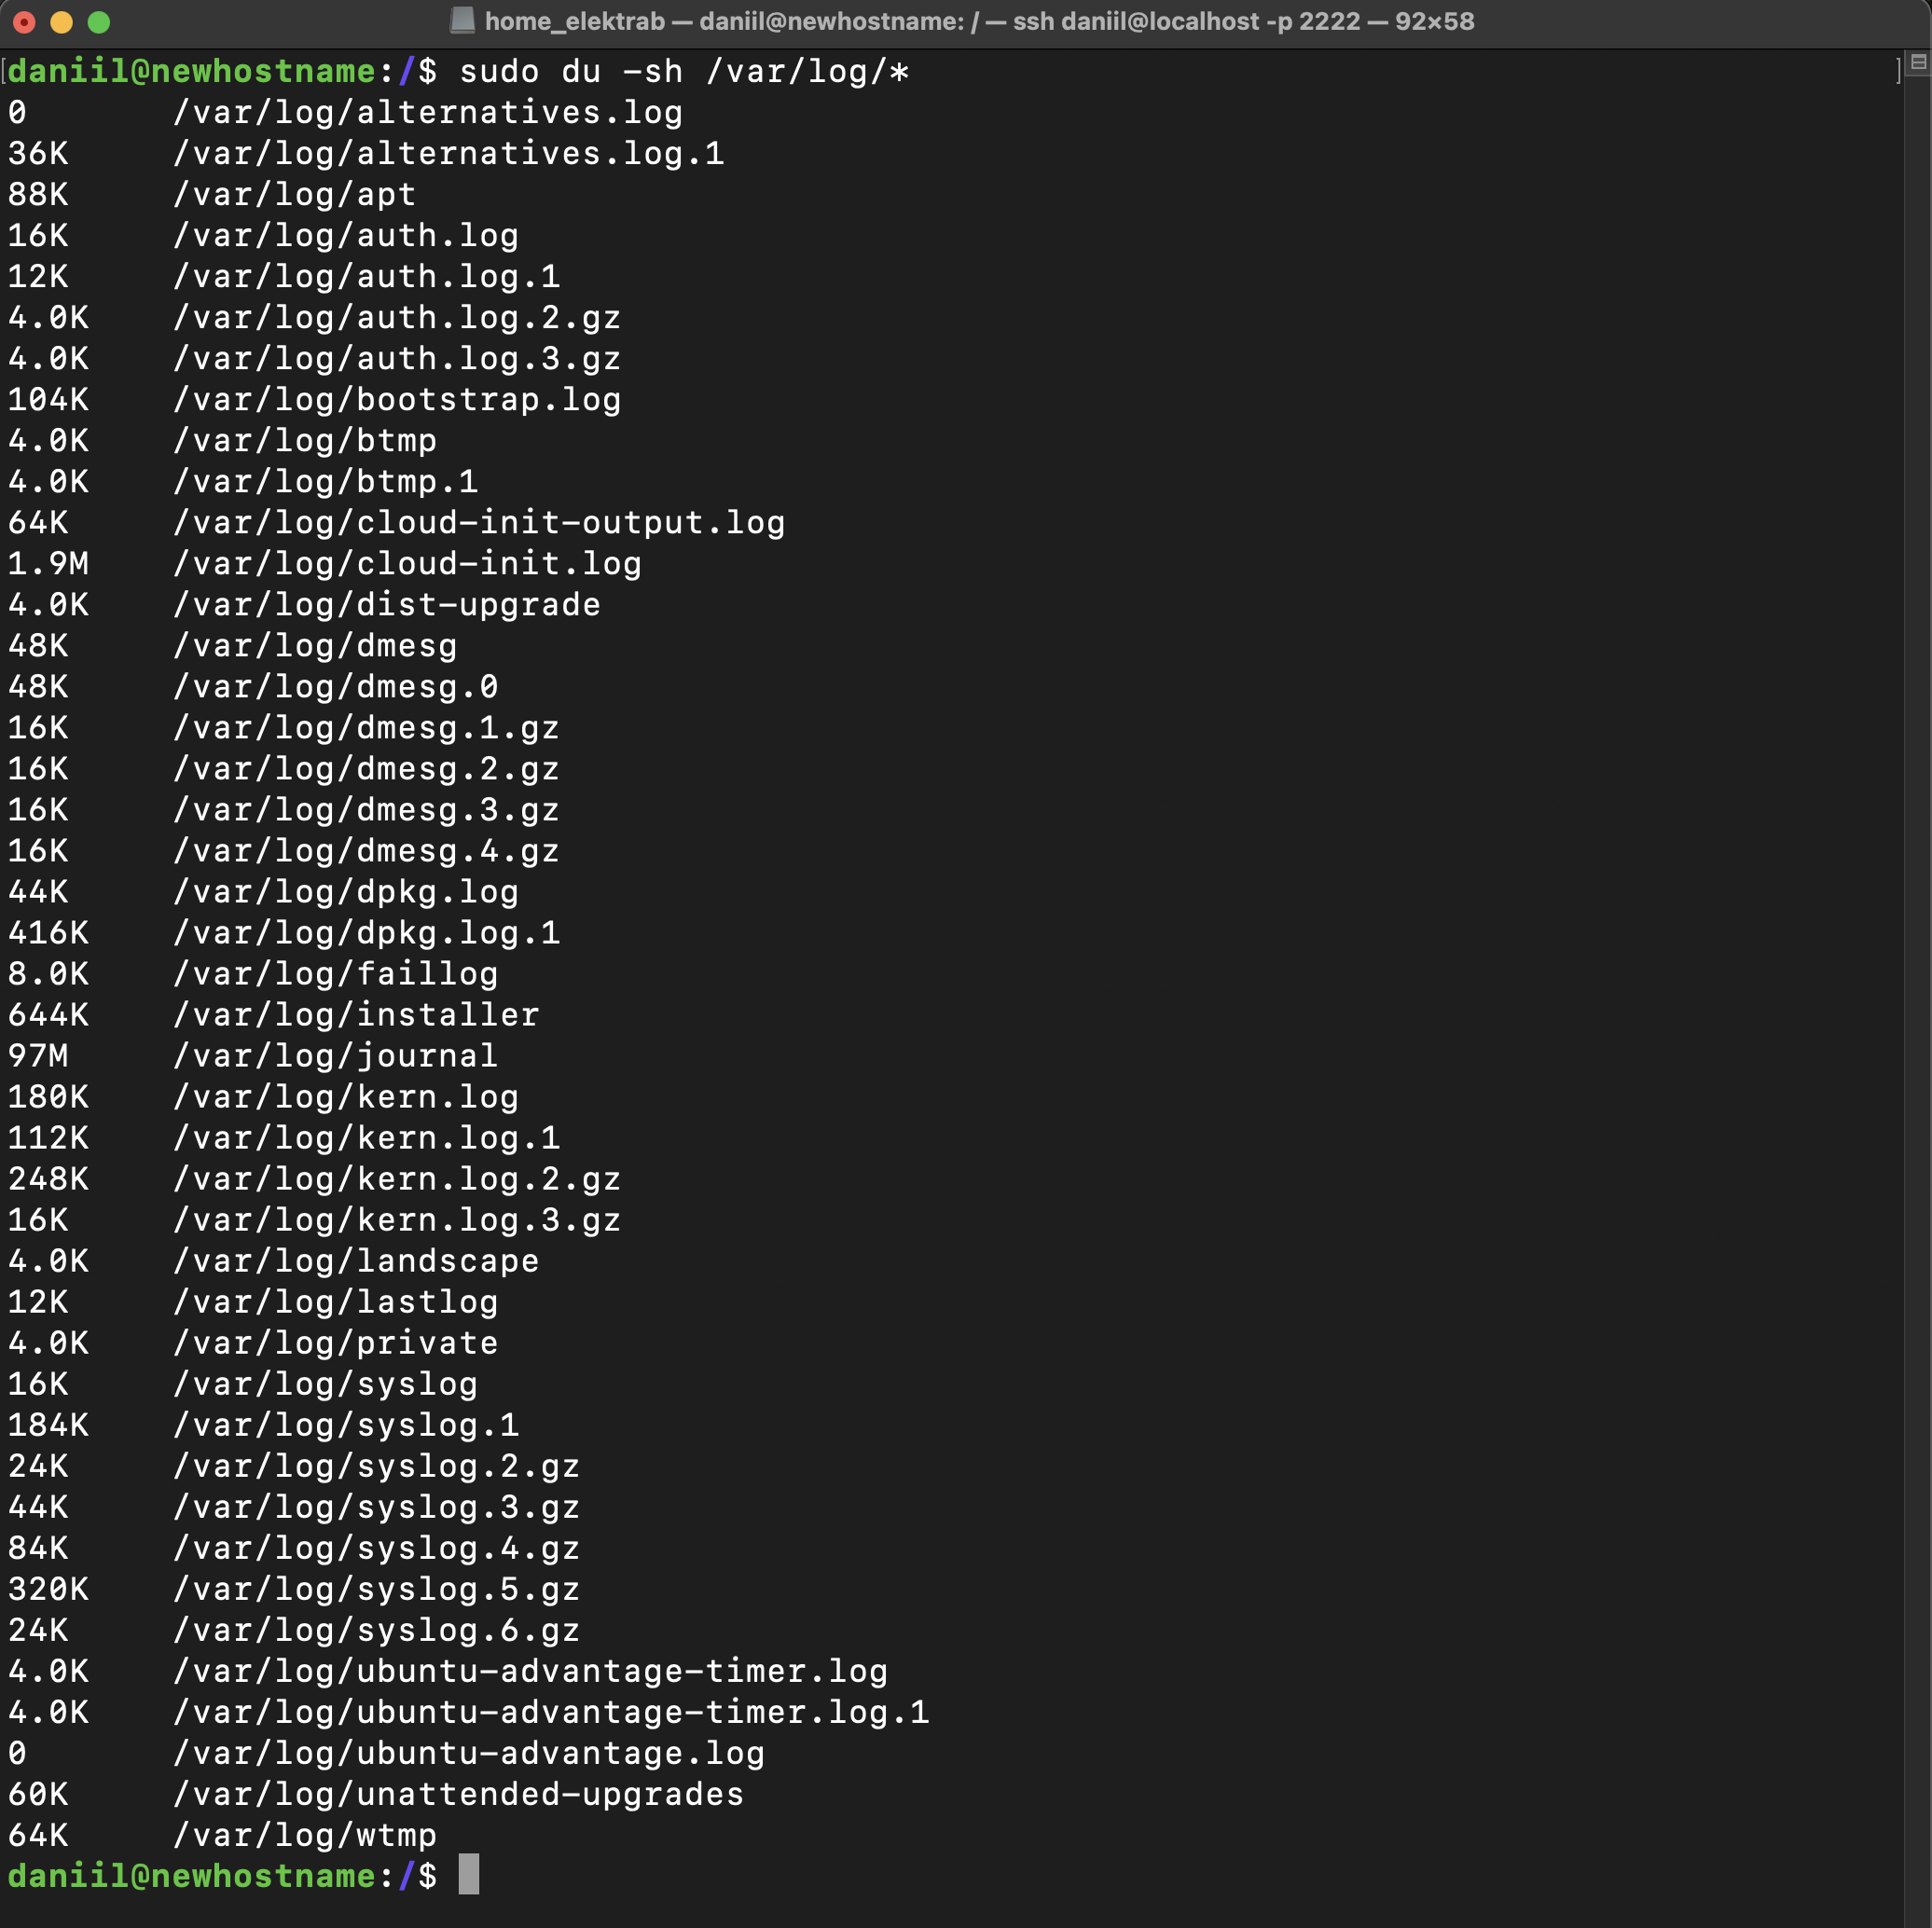 home_elektrab — daniil@newhostname: / — ssh daniil@localhost -p 2222 — 92×58
[daniil@newhostname:/$ sudo du -sh /var/log/* ]
0 /var/log/alternatives.log
36K /var/log/alternatives.log.1
88K /var/log/apt
16K /var/log/auth.log
12K /var/log/auth.log.1
4.0K /var/log/auth.log.2.gz
4.0K /var/log/auth.log.3.gz
104K /var/log/bootstrap.log
4.0K /var/log/btmp
4.0K /var/log/btmp.1
64K /var/log/cloud-init-output.log
1.9M /var/log/cloud-init.log
4.0K /var/log/dist-upgrade
48K /var/log/dmesg
48K /var/log/dmesg.0
16K /var/log/dmesg.1.gz
16K /var/log/dmesg.2.gz
16K /var/log/dmesg.3.gz
16K /var/log/dmesg.4.gz
44K /var/log/dpkg.log
416K /var/log/dpkg.log.1
8.0K /var/log/faillog
644K /var/log/installer
97M /var/log/journal
180K /var/log/kern.log
112K /var/log/kern.log.1
248K /var/log/kern.log.2.gz
16K /var/log/kern.log.3.gz
4.0K /var/log/landscape
12K /var/log/lastlog
4.0K /var/log/private
16K /var/log/syslog
184K /var/log/syslog.1
24K /var/log/syslog.2.gz
44K /var/log/syslog.3.gz
84K /var/log/syslog.4.gz
320K /var/log/syslog.5.gz
24K /var/log/syslog.6.gz
4.0K /var/log/ubuntu-advantage-timer.log
4.0K /var/log/ubuntu-advantage-timer.log.1
0 /var/log/ubuntu-advantage.log
60K /var/log/unattended-upgrades
64K /var/log/wtmp
daniil@newhostname:/$